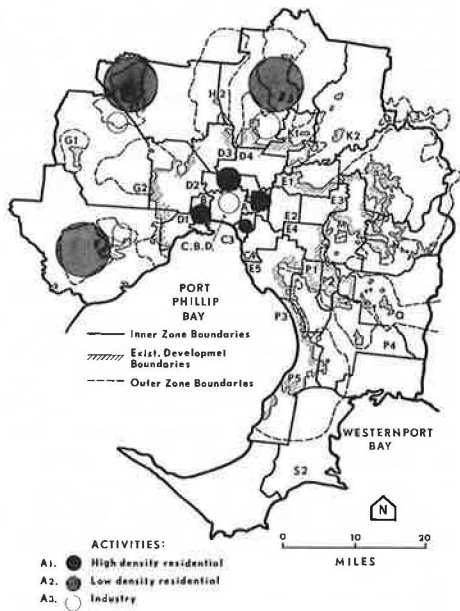 H2
K1
K2
G1
D3
D4
G2
E1
D2
E3
D1
E2
C3
E4
C.B.D.
C4
E5
P1
PORT
PHILLIP
BAY
P3
Inner Zone Boundaries
Exist. Developmet
Boundaries
P4
Outer Zone Boundaries
P5
WESTERNPORT
BAY
S2
N
ACTIVITIES:
0 10 20
A1. High density residential
MILES
A2. Low density residential
A3. Industry